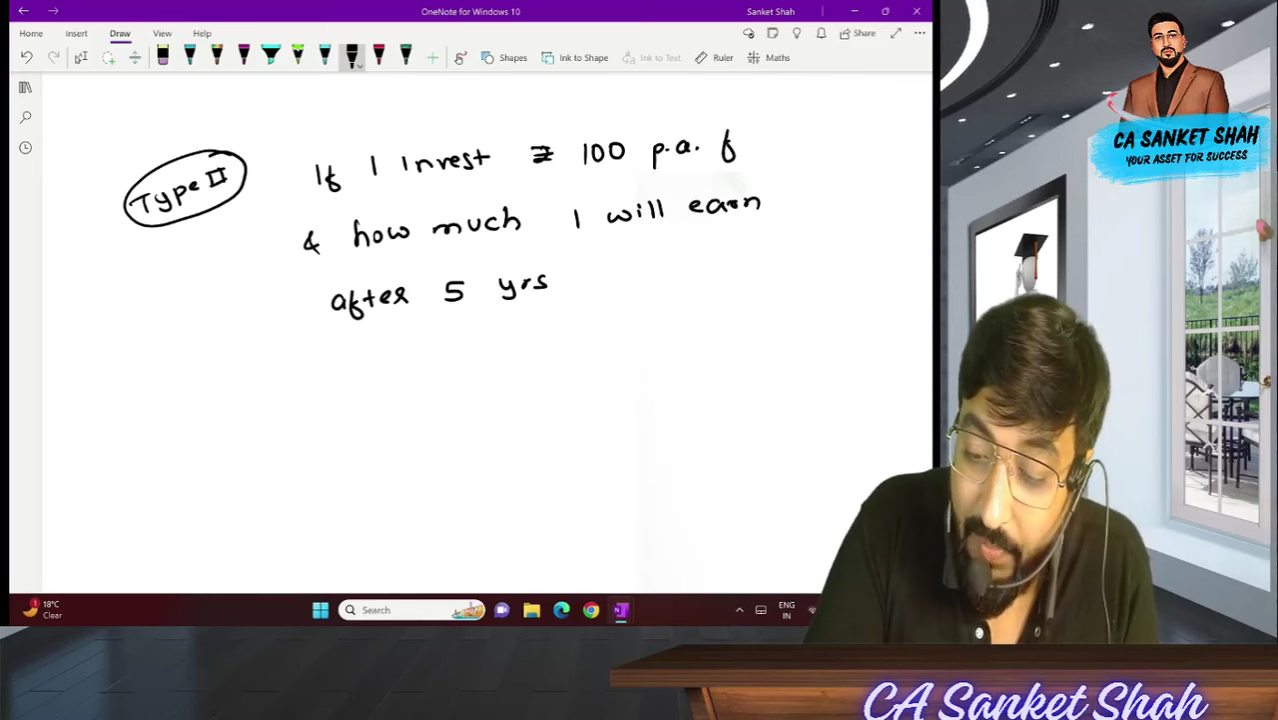 OneNote for Windows 10
Sanket Shah
Home Insert Draw View Help
Share
Shapes Ink to Shape Ink to Text Ruler Maths
CA SANKET SHAH
YOUR ASSET FOR SUCCESS
Type II
If I invest ₹ 100 p.a. f
& how much I will earn
after 5 yrs
1
18°C
Clear
Search
ENG
IN
CA Sanket Shah